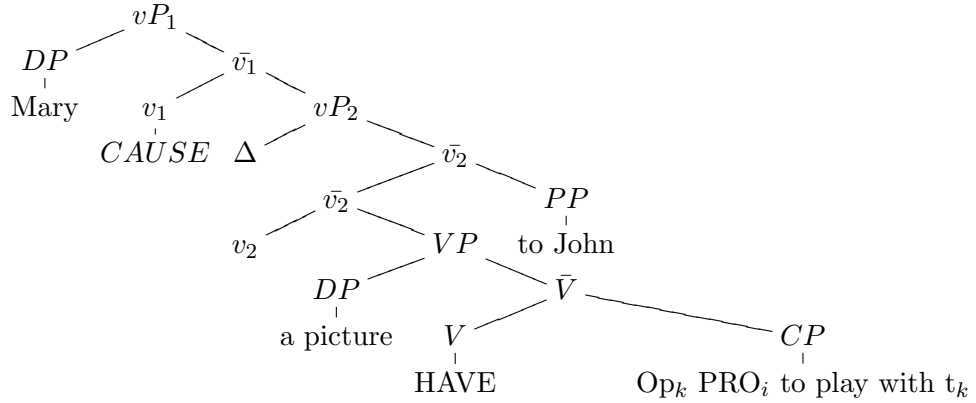 vP₁
DP v̄₁
Mary v₁ vP₂
CAUSE Δ v̄₂
v̄₂ PP
v₂ VP to John
DP V̄
a picture V CP
HAVE Opₖ PROᵢ to play with tₖ